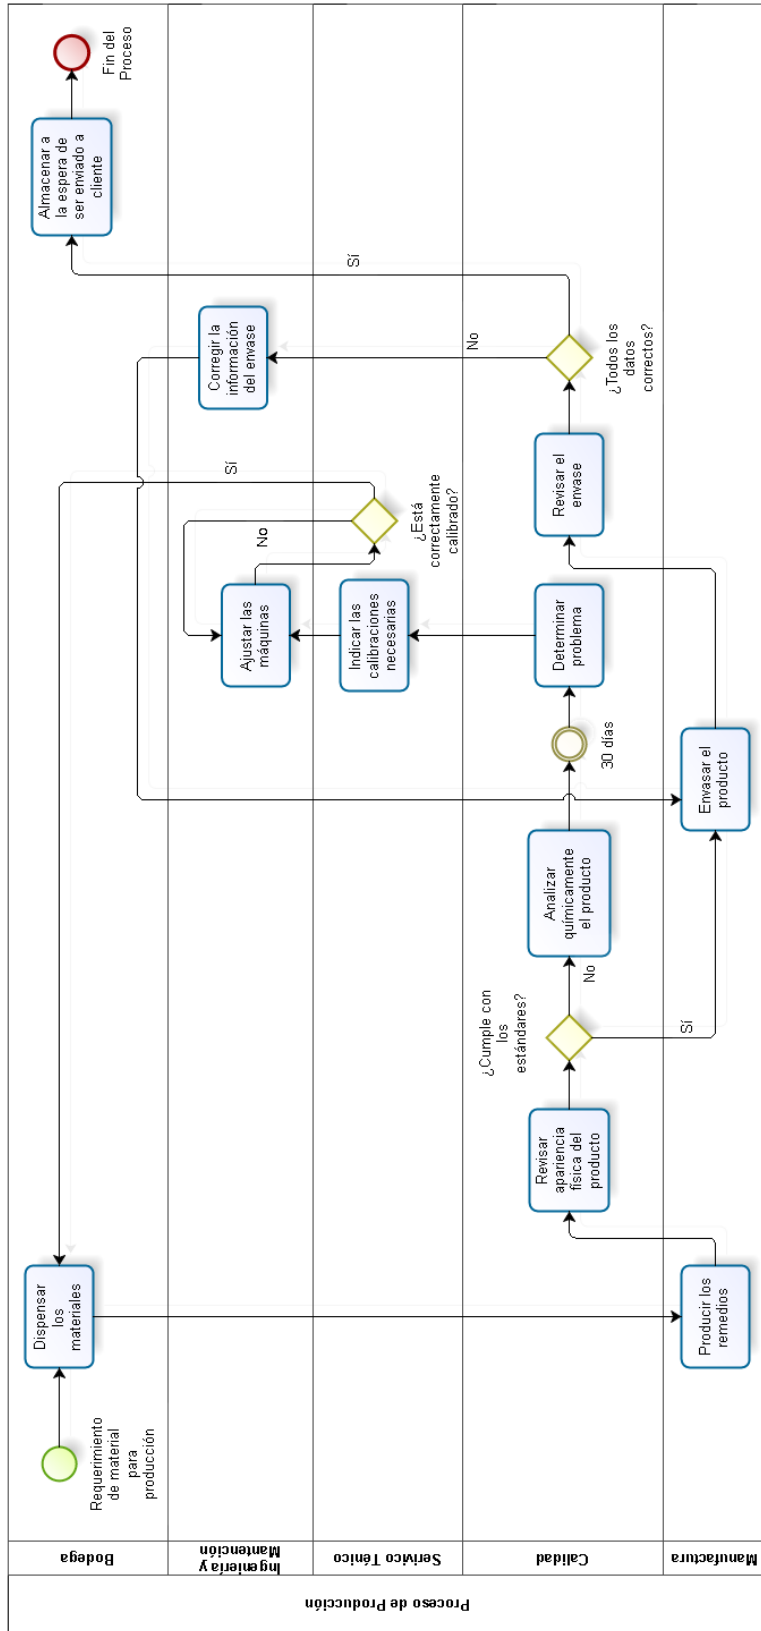 Proceso de Producción
Bodega
Ingeniería y
Mantención
Serivico Ténico
Calidad
Manufactura
Requerimiento
de material
para
producción
Dispensar
los
materiales
Producir los
remedios
Revisar
apariencia
física del
producto
¿Cumple con
los
estándares?
No
Sí
Analizar
químicamente
el producto
30 días
Envasar el
producto
Determinar
problema
Indicar las
calibraciones
necesarias
Ajustar las
máquinas
¿Está
correctamente
calibrado?
No
Sí
Revisar el
envase
¿Todos los
datos
correctos?
No
Sí
Corregir la
información
del envase
Almacenar a
la espera de
ser enviado a
cliente
Fin del
Proceso